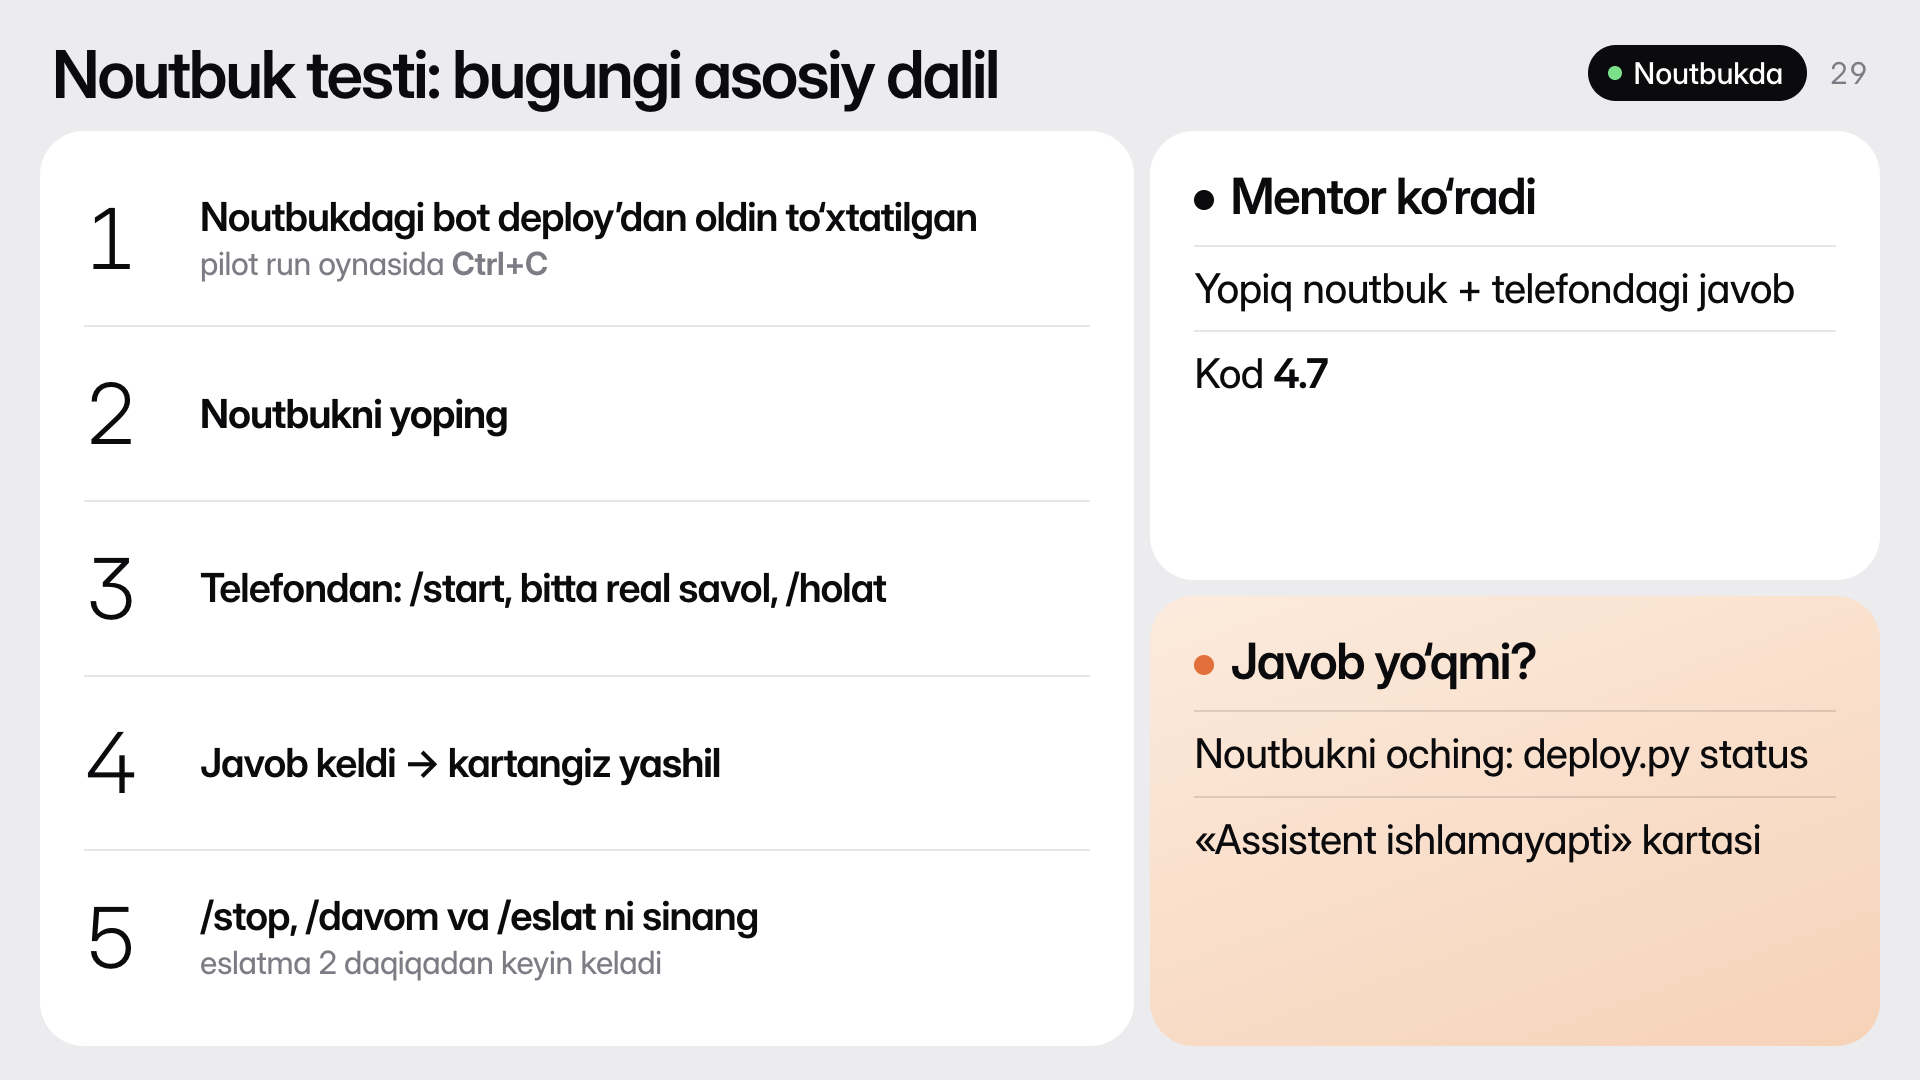 Noutbuk testi: bugungi asosiy dalil
Noutbukda
29
1
Noutbukdagi bot deploy’dan oldin to‘xtatilgan
pilot run oynasida Ctrl+C
2
Noutbukni yoping
3
Telefondan: /start, bitta real savol, /holat
4
Javob keldi → kartangiz yashil
5
/stop, /davom va /eslat ni sinang
eslatma 2 daqiqadan keyin keladi
Mentor ko‘radi
Yopiq noutbuk + telefondagi javob
Kod 4.7
Javob yo‘qmi?
Noutbukni oching: deploy.py status
«Assistent ishlamayapti» kartasi